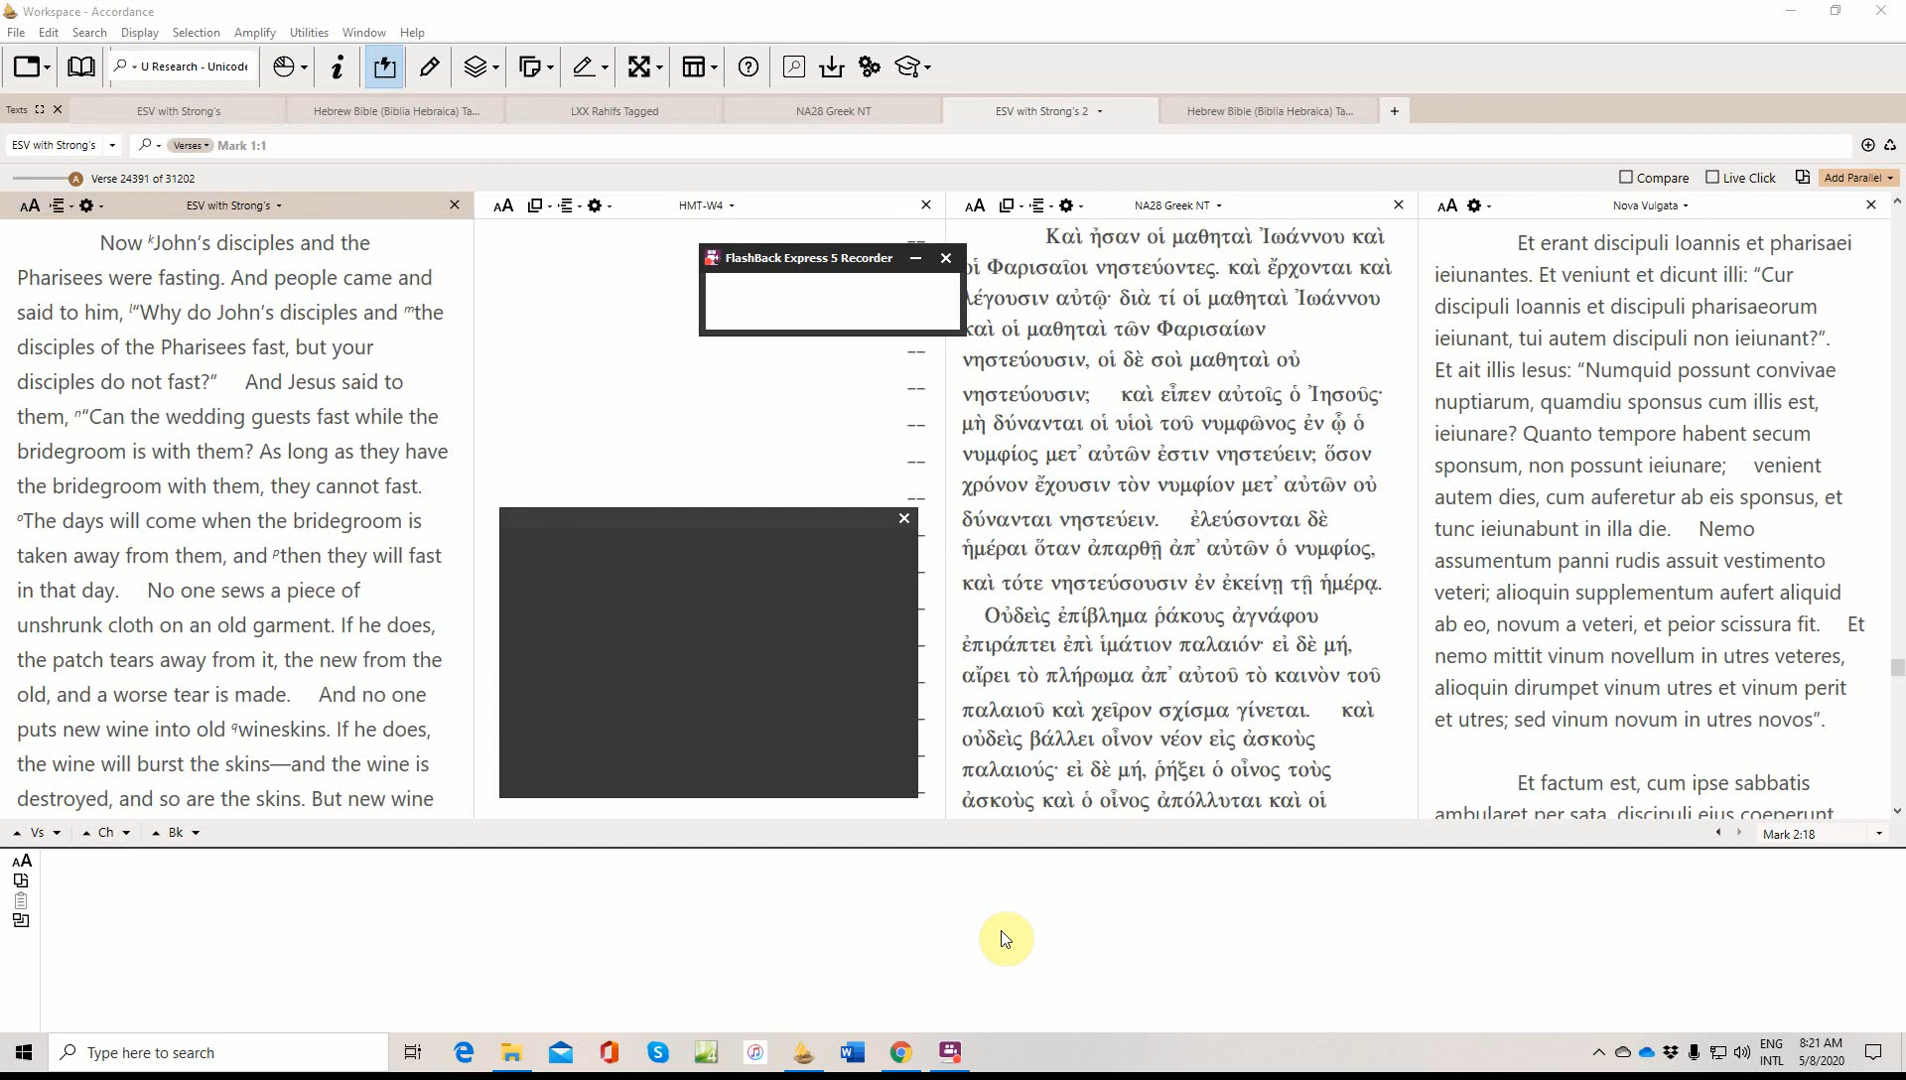 Workspace - Accordance
File Edit Search Display Selection Amplify Utilities Window Help
U Research - Unicode
Texts
ESV with Strong's
Hebrew Bible (Biblia Hebraica) Ta...
LXX Rahlfs Tagged
NA28 Greek NT
ESV with Strong's 2
Hebrew Bible (Biblia Hebraica) Ta...
+
ESV with Strong's
Verses
Mark 1:1
A Verse 24391 of 31202
Compare
Live Click
Add Parallel
ESV with Strong's
HMT-W4
NA28 Greek NT
Nova Vulgata
Now ᵏJohn’s disciples and the
Pharisees were fasting. And people came and
said to him, ˡ“Why do John’s disciples and ᵐthe
disciples of the Pharisees fast, but your
disciples do not fast?” And Jesus said to
them, ⁿ“Can the wedding guests fast while the
bridegroom is with them? As long as they have
the bridegroom with them, they cannot fast.
ᵒThe days will come when the bridegroom is
taken away from them, and ᵖthen they will fast
in that day. No one sews a piece of
unshrunk cloth on an old garment. If he does,
the patch tears away from it, the new from the
old, and a worse tear is made. And no one
puts new wine into old qwineskins. If he does,
the wine will burst the skins—and the wine is
destroyed, and so are the skins. But new wine
FlashBack Express 5 Recorder
Καὶ ἦσαν οἱ μαθηταὶ Ἰωάννου καὶ
οἱ Φαρισαῖοι νηστεύοντες. καὶ ἔρχονται καὶ
λέγουσιν αὐτῷ· διὰ τί οἱ μαθηταὶ Ἰωάννου
καὶ οἱ μαθηταὶ τῶν Φαρισαίων
νηστεύουσιν, οἱ δὲ σοὶ μαθηταὶ οὐ
νηστεύουσιν; καὶ εἶπεν αὐτοῖς ὁ Ἰησοῦς·
μὴ δύνανται οἱ υἱοὶ τοῦ νυμφῶνος ἐν ᾧ ὁ
νυμφίος μετ’ αὐτῶν ἐστιν νηστεύειν; ὅσον
χρόνον ἔχουσιν τὸν νυμφίον μετ’ αὐτῶν οὐ
δύνανται νηστεύειν. ἐλεύσονται δὲ
ἡμέραι ὅταν ἀπαρθῇ ἀπ’ αὐτῶν ὁ νυμφίος,
καὶ τότε νηστεύσουσιν ἐν ἐκείνῃ τῇ ἡμέρᾳ.
Οὐδεὶς ἐπίβλημα ῥάκους ἀγνάφου
ἐπιράπτει ἐπὶ ἱμάτιον παλαιόν· εἰ δὲ μή,
αἴρει τὸ πλήρωμα ἀπ’ αὐτοῦ τὸ καινὸν τοῦ
παλαιοῦ καὶ χεῖρον σχίσμα γίνεται. καὶ
οὐδεὶς βάλλει οἶνον νέον εἰς ἀσκοὺς
παλαιούς· εἰ δὲ μή, ῥήξει ὁ οἶνος τοὺς
ἀσκοὺς καὶ ὁ οἶνος ἀπόλλυται καὶ οἱ
Et erant discipuli Ioannis et pharisaei
ieiunantes. Et veniunt et dicunt illi: “Cur
discipuli Ioannis et discipuli pharisaeorum
ieiunant, tui autem discipuli non ieiunant?”.
Et ait illis Iesus: “Numquid possunt convivae
nuptiarum, quamdiu sponsus cum illis est,
ieiunare? Quanto tempore habent secum
sponsum, non possunt ieiunare; venient
autem dies, cum auferetur ab eis sponsus, et
tunc ieiunabunt in illa die. Nemo
assumentum panni rudis assuit vestimento
veteri; alioquin supplementum aufert aliquid
ab eo, novum a veteri, et peior scissura fit. Et
nemo mittit vinum novellum in utres veteres,
alioquin dirumpet vinum utres et vinum perit
et utres; sed vinum novum in utres novos”.
Et factum est, cum ipse sabbatis
ambularet per sata, discipuli eius coeperunt
Vs Ch Bk
Mark 2:18
Type here to search
ENG
INTL
8:21 AM
5/8/2020